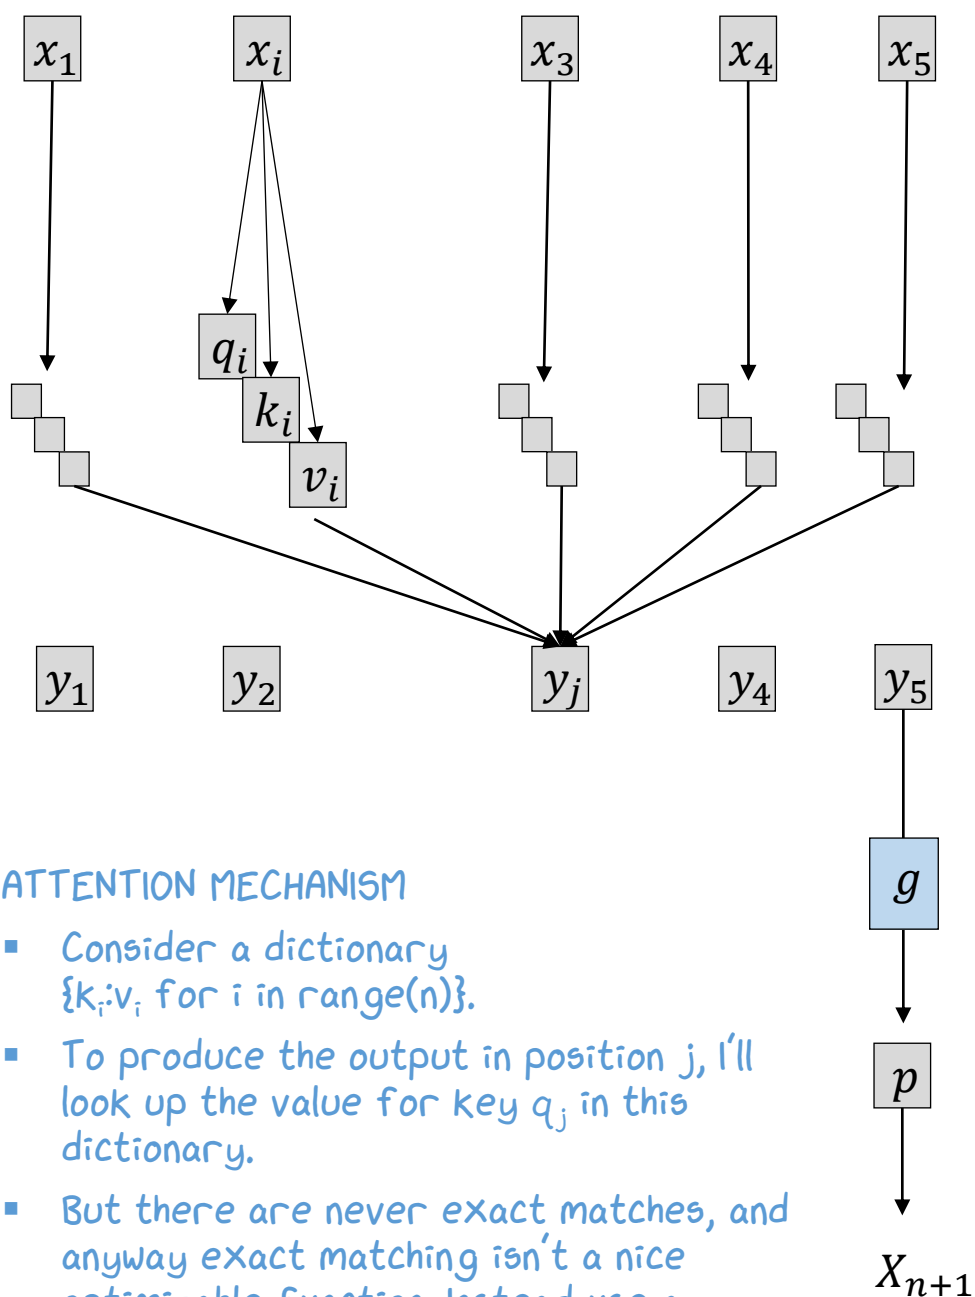 x₁ xᵢ x₃ x₄ x₅
qᵢ
kᵢ
vᵢ
y₁ y₂ yⱼ y₄ y₅
g
p
Xₙ₊₁
ATTENTION MECHANISM
▪ Consider a dictionary
{kᵢ:vᵢ for i in range(n)}.
▪ To produce the output in position j, I'll
look up the value for key qⱼ in this
dictionary.
▪ But there are never exact matches, and
anyway exact matching isn't a nice